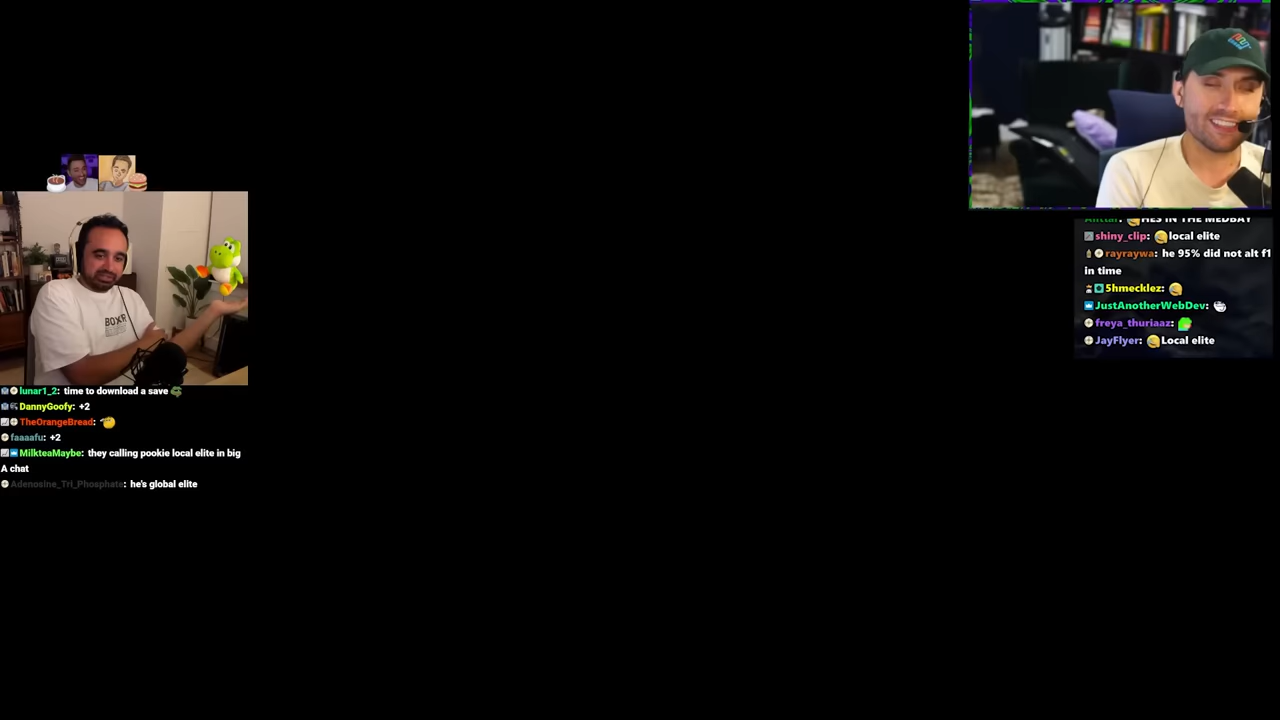 BOXR
lunar1_2: time to download a save
DannyGoofy: +2
TheOrangeBread:
faaaafu: +2
MilkteaMaybe: they calling pookie local elite in big
A chat
Adenosine_Tri_Phosphate: he's global elite
HES IN THE MEDBAY
shiny_clip: local elite
rayraywa: he 95% did not alt f1
in time
5hmecklez:
JustAnotherWebDev:
freya_thuriaaz:
JayFlyer: Local elite